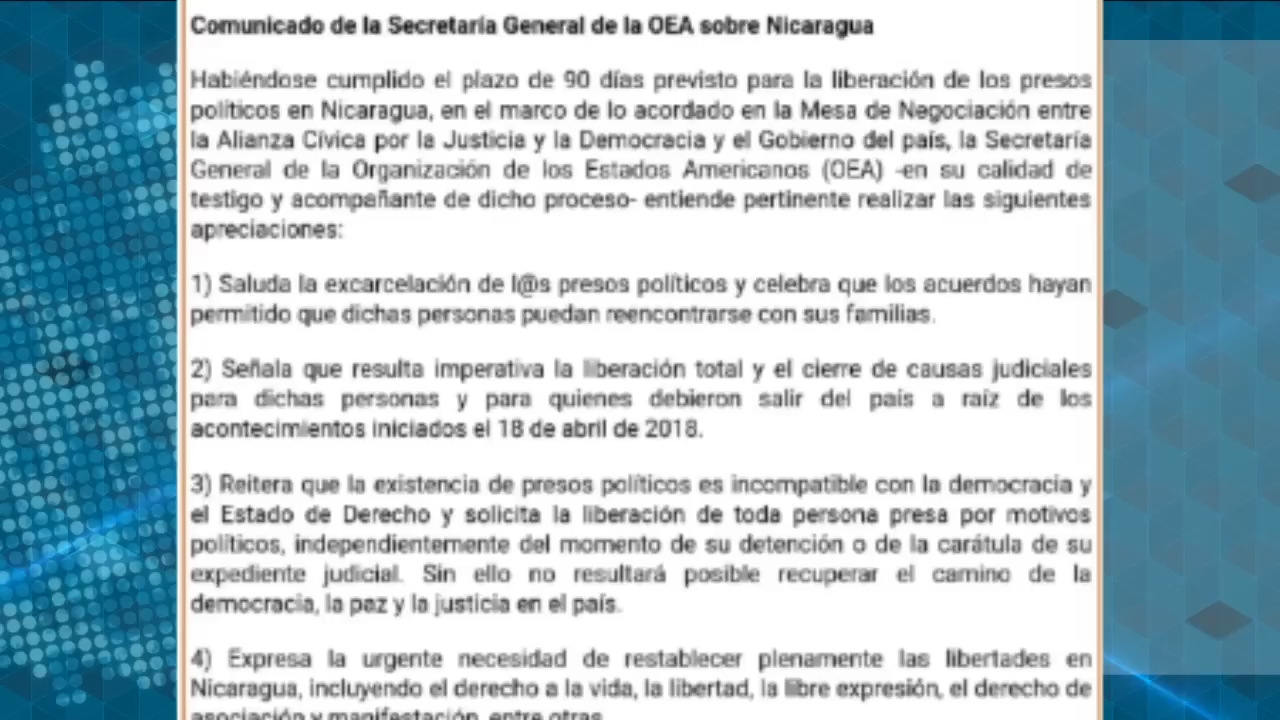 Comunicado de la Secretaría General de la OEA sobre Nicaragua
Habiéndose cumplido el plazo de 90 días previsto para la liberación de los presos
políticos en Nicaragua, en el marco de lo acordado en la Mesa de Negociación entre
la Alianza Cívica por la Justicia y la Democracia y el Gobierno del país, la Secretaría
General de la Organización de los Estados Americanos (OEA) -en su calidad de
testigo y acompañante de dicho proceso- entiende pertinente realizar las siguientes
apreciaciones:
1) Saluda la excarcelación de l@s presos políticos y celebra que los acuerdos hayan
permitido que dichas personas puedan reencontrarse con sus familias.
2) Señala que resulta imperativa la liberación total y el cierre de causas judiciales
para dichas personas y para quienes debieron salir del país a raíz de los
acontecimientos iniciados el 18 de abril de 2018.
3) Reitera que la existencia de presos políticos es incompatible con la democracia y
el Estado de Derecho y solicita la liberación de toda persona presa por motivos
políticos, independientemente del momento de su detención o de la carátula de su
expediente judicial. Sin ello no resultará posible recuperar el camino de la
democracia, la paz y la justicia en el país.
4) Expresa la urgente necesidad de restablecer plenamente las libertades en
Nicaragua, incluyendo el derecho a la vida, la libertad, la libre expresión, el derecho de
asociación y manifestación, entre otras.